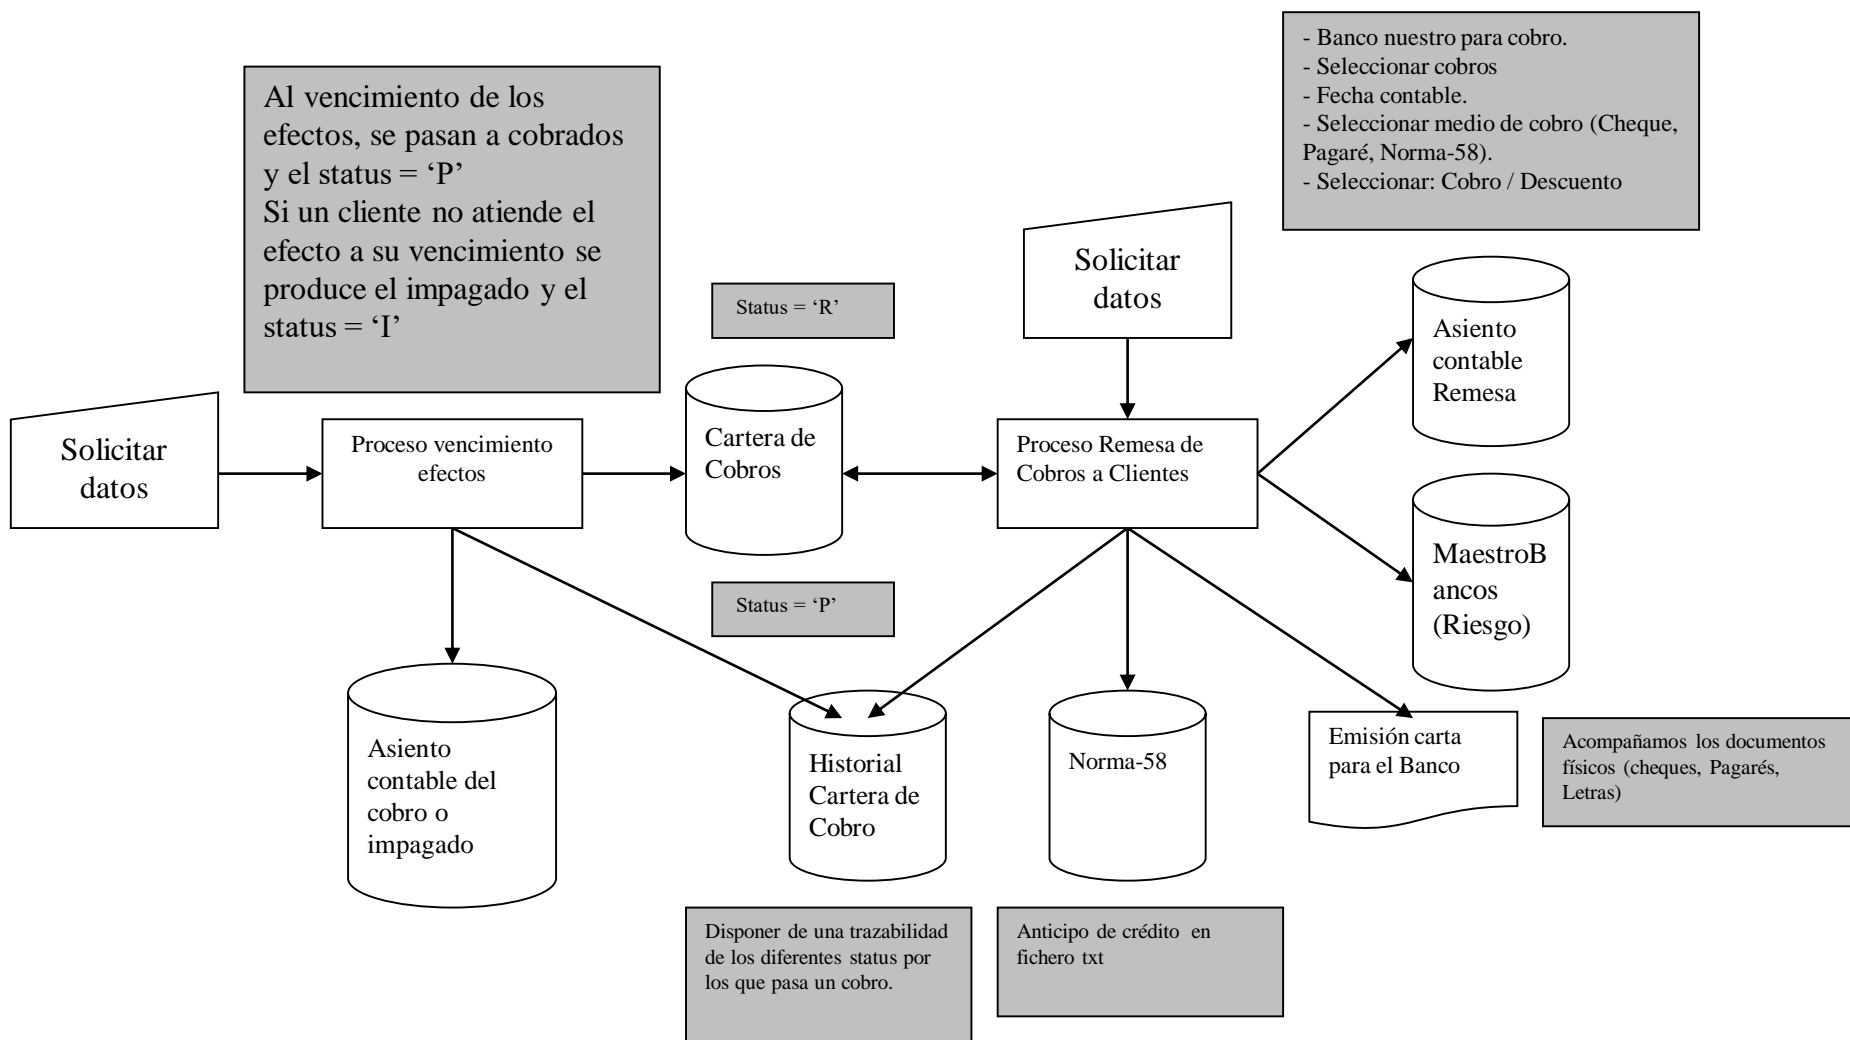 - Banco nuestro para cobro.
- Seleccionar cobros
- Fecha contable.
- Seleccionar medio de cobro (Cheque,
Pagaré, Norma-58).
- Seleccionar: Cobro / Descuento
Al vencimiento de los
efectos, se pasan a cobrados
y el status = ‘P’
Si un cliente no atiende el
efecto a su vencimiento se
produce el impagado y el
status = ‘I’
Solicitar
datos
Status = ‘R’
Asiento
contable
Remesa
Solicitar
datos
Proceso vencimiento
efectos
Cartera de
Cobros
Proceso Remesa de
Cobros a Clientes
MaestroB
ancos
(Riesgo)
Status = ‘P’
Asiento
contable del
cobro o
impagado
Historial
Cartera de
Cobro
Norma-58
Emisión carta
para el Banco
Acompañamos los documentos
físicos (cheques, Pagarés,
Letras)
Disponer de una trazabilidad
de los diferentes status por
los que pasa un cobro.
Anticipo de crédito en
fichero txt